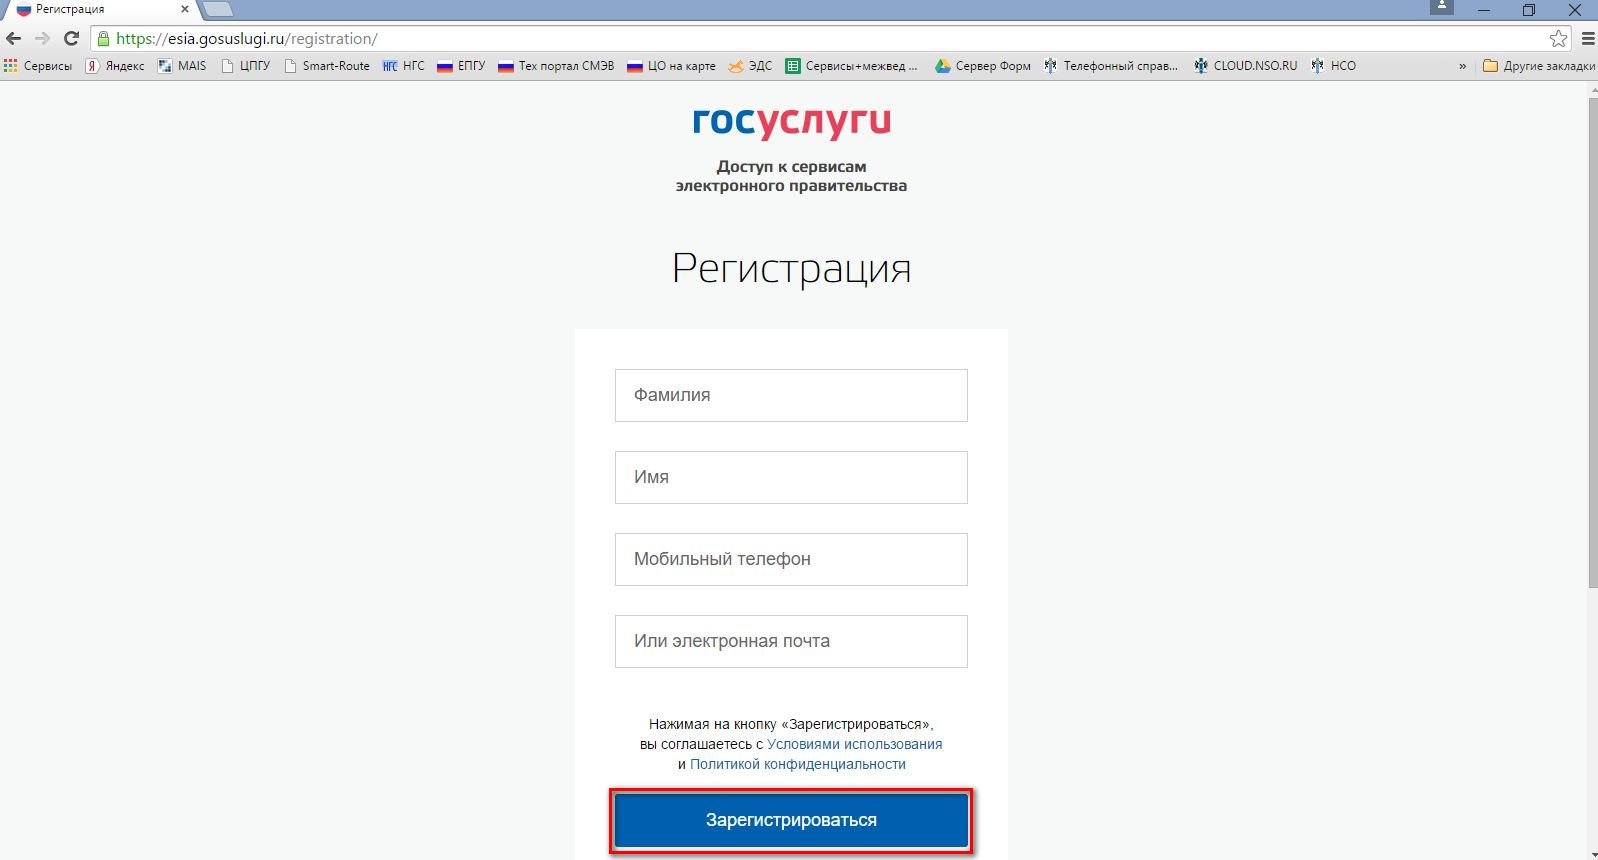 Регистрация
https://esia.gosuslugi.ru/registration/
Сервисы Яндекс MAIS ЦПГУ Smart-Route НГС НГС ЕПГУ Тех портал СМЭВ ЦО на карте ЭДС Сервисы+межвед ... Сервер Форм Телефонный справ... CLOUD.NSO.RU НСО » Другие закладки
госуслуги
Доступ к сервисам
электронного правительства
Регистрация
Фамилия
Имя
Мобильный телефон
Или электронная почта
Нажимая на кнопку «Зарегистрироваться»,
вы соглашаетесь с Условиями использования
и Политикой конфиденциальности
Зарегистрироваться